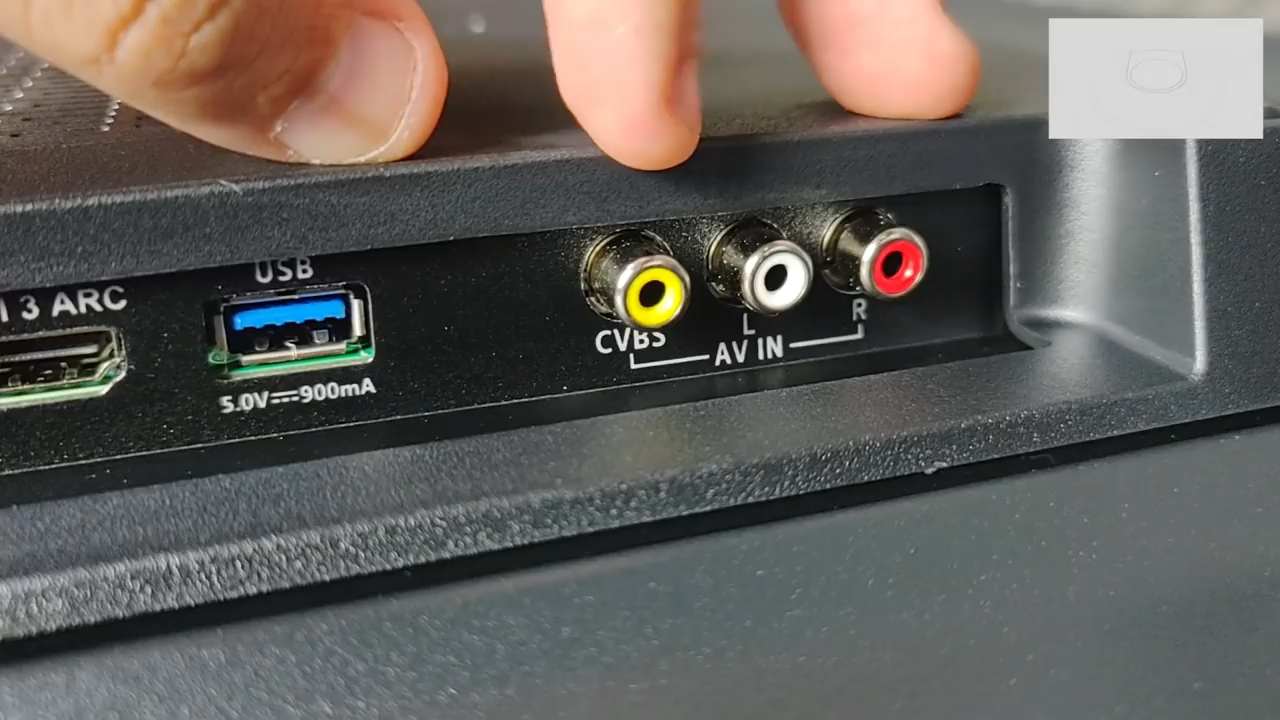 I 3 ARC
USB
5.0V⎓900mA
CVBS
L
R
AV IN